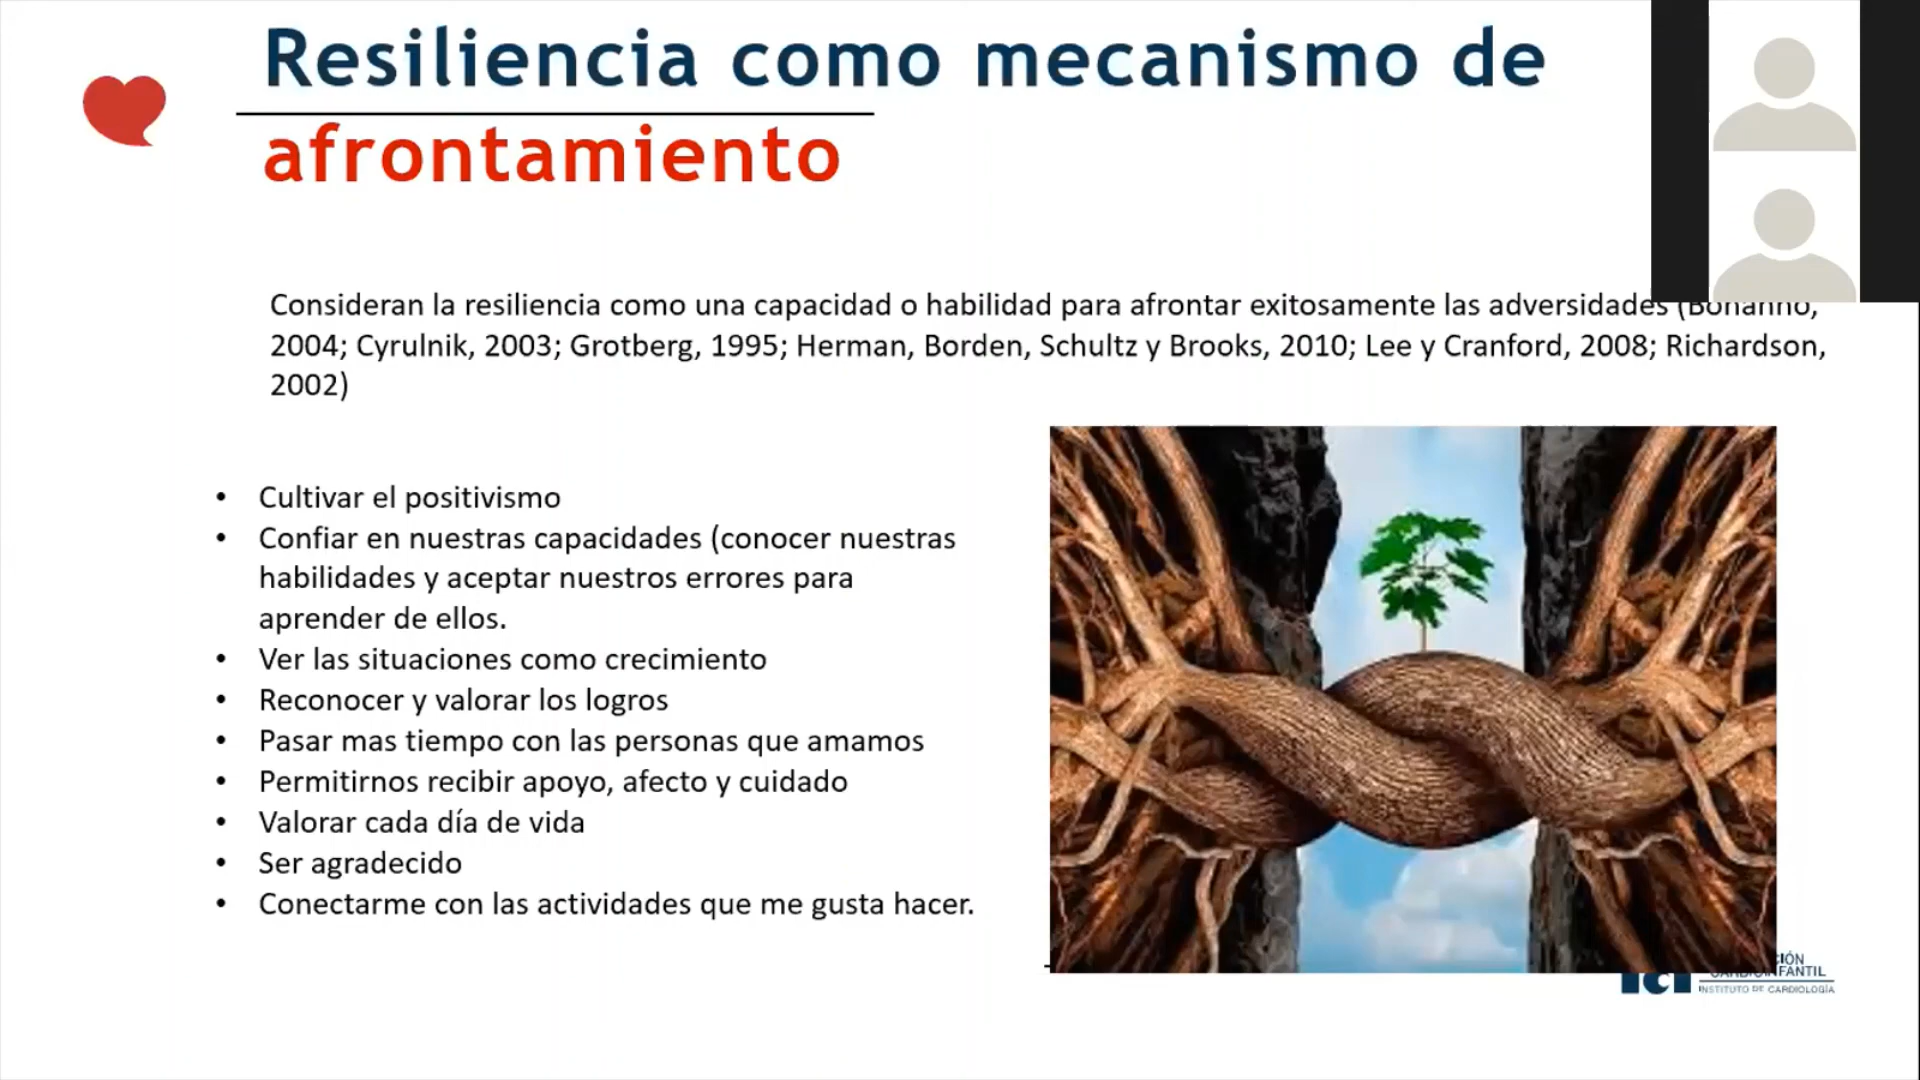 Resiliencia como mecanismo de
afrontamiento
Consideran la resiliencia como una capacidad o habilidad para afrontar exitosamente las adversidades (Bonanno,
2004; Cyrulnik, 2003; Grotberg, 1995; Herman, Borden, Schultz y Brooks, 2010; Lee y Cranford, 2008; Richardson,
2002)
• Cultivar el positivismo
• Confiar en nuestras capacidades (conocer nuestras
habilidades y aceptar nuestros errores para
aprender de ellos.
• Ver las situaciones como crecimiento
• Reconocer y valorar los logros
• Pasar mas tiempo con las personas que amamos
• Permitirnos recibir apoyo, afecto y cuidado
• Valorar cada día de vida
• Ser agradecido
• Conectarme con las actividades que me gusta hacer.
INSTITUTO DE CARDIOLOGÍA